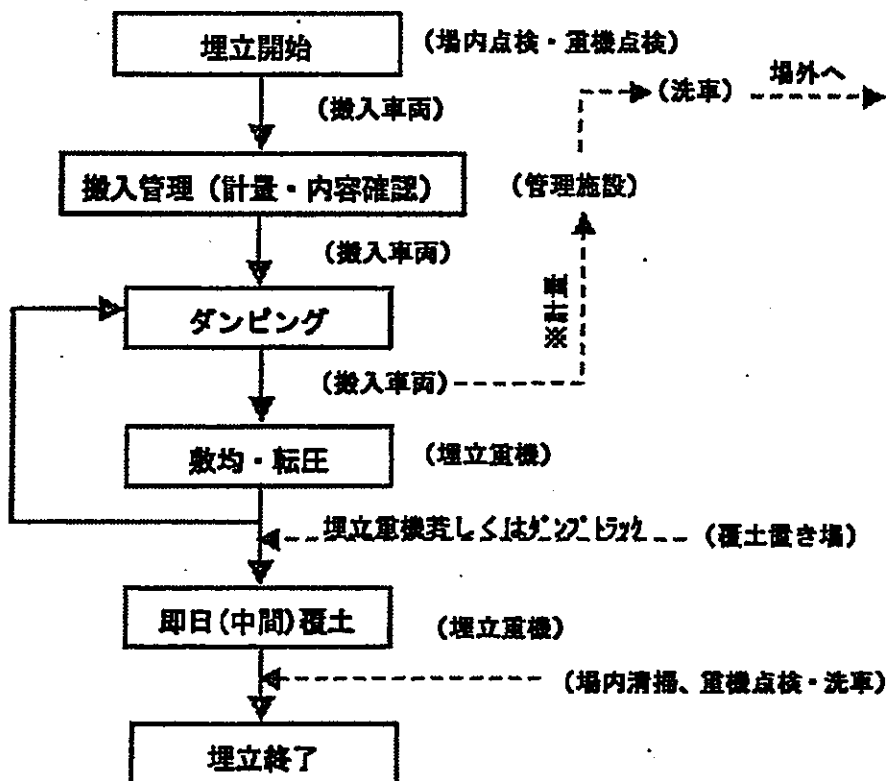 埋立開始 (場内点検・重機点検)
(搬入車両) (洗車) 場外へ
搬入管理(計量・内容確認) (管理施設)
(搬入車両)
※計量
ダンピング
(搬入車両)
敷均・転圧 (埋立重機)
埋立重機若しくはダンプトラック (覆土置き場)
即日(中間)覆土 (埋立重機)
(場内清掃、重機点検・洗車)
埋立終了